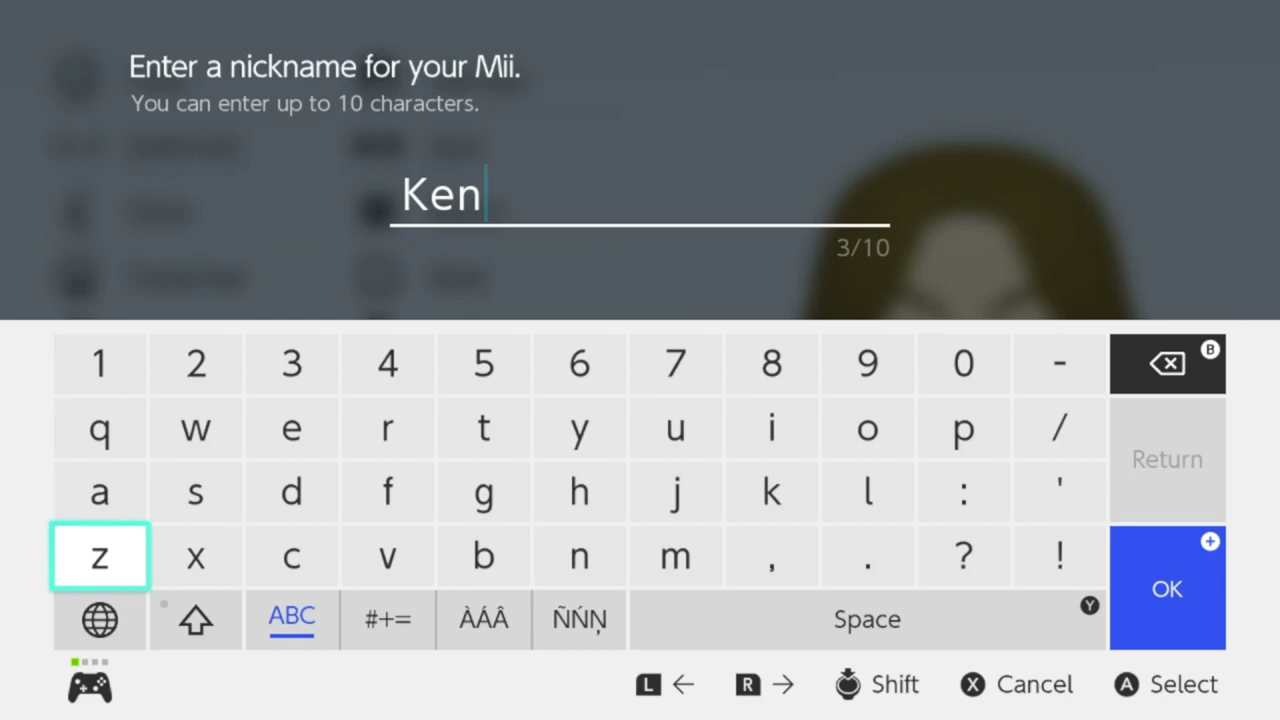 Enter a nickname for your Mii.
You can enter up to 10 characters.
Ken
3/10
1 2 3 4 5 6 7 8 9 0 - B
q w e r t y u i o p /
a s d f g h j k l : '
Return
z x c v b n m , . ? !
+
OK
ABC #+= ÀÁÂ ÑŃŅ Space Y
L ← R → Shift X Cancel A Select